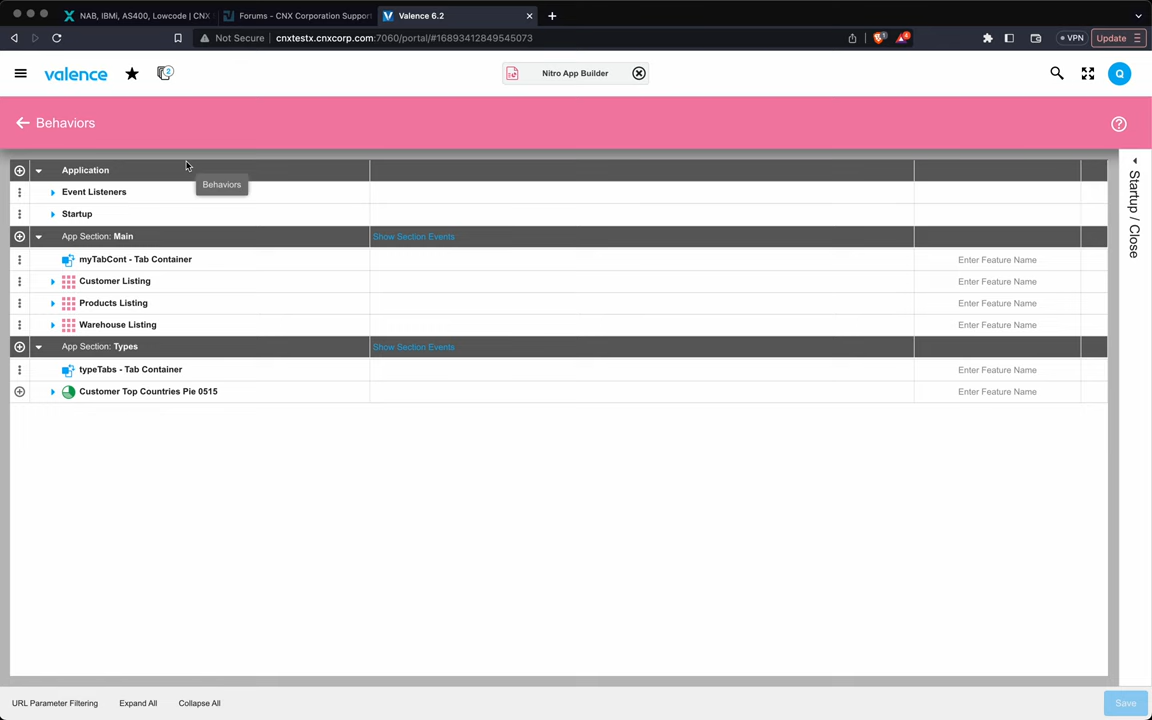 NAB, IBMi, AS400, Lowcode | CNX
Forums - CNX Corporation Support
Valence 6.2
Not Secure
cnxtestx.cnxcorp.com:7060/portal/#16893412849545073
VPN
Update
valence
2
Nitro App Builder
Q
Behaviors
Application
Behaviors
Event Listeners
Startup
App Section: Main
Show Section Events
myTabCont - Tab Container
Enter Feature Name
Customer Listing
Enter Feature Name
Products Listing
Enter Feature Name
Warehouse Listing
Enter Feature Name
App Section: Types
Show Section Events
typeTabs - Tab Container
Enter Feature Name
Customer Top Countries Pie 0515
Enter Feature Name
Startup / Close
URL Parameter Filtering
Expand All
Collapse All
Save